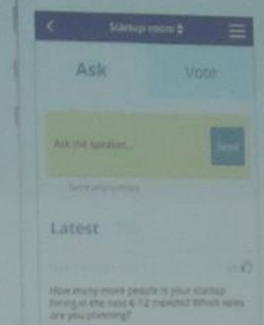 Startup room
Ask
Vote
Ask the speaker...
Send
Send anonymous
Latest
How many more people is your startup
hiring in the next 6-12 months? Which roles
are you planning?